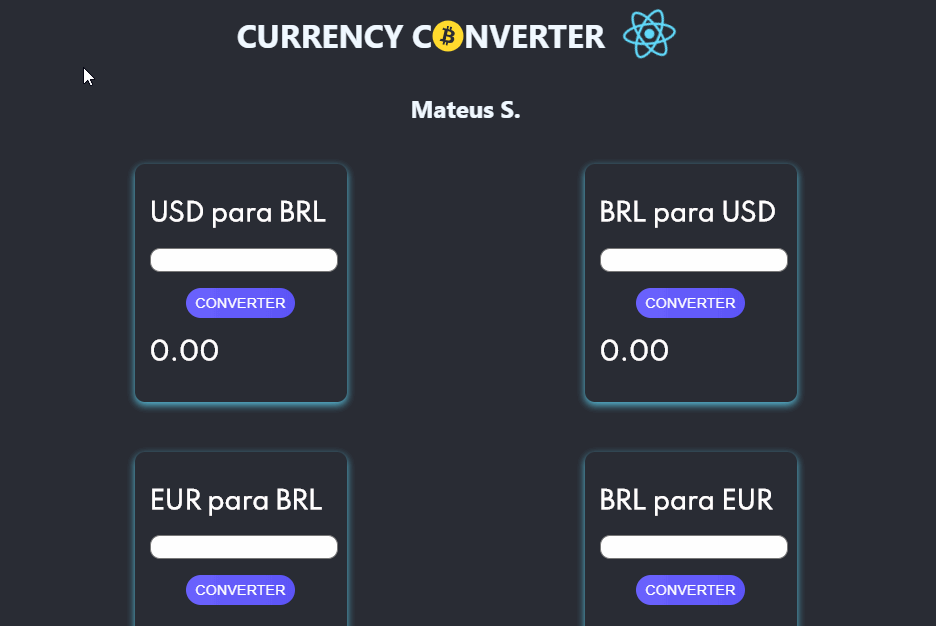 CURRENCY C₿NVERTER
Mateus S.
USD para BRL
CONVERTER
0.00
BRL para USD
CONVERTER
0.00
EUR para BRL
CONVERTER
BRL para EUR
CONVERTER